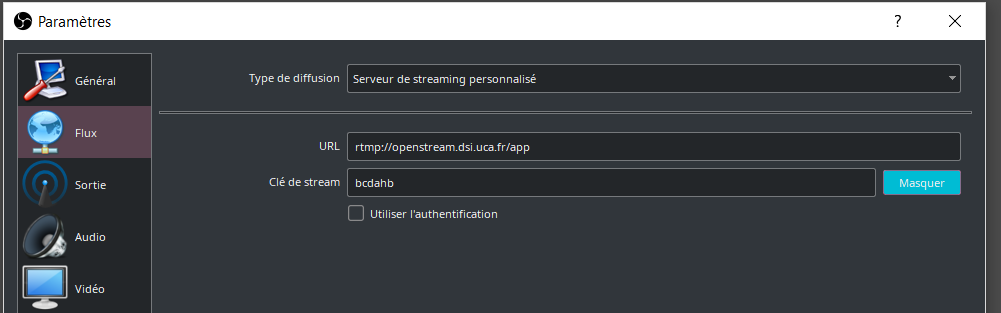 Paramètres
?
Général
Type de diffusion Serveur de streaming personnalisé
Flux
URL rtmp://openstream.dsi.uca.fr/app
Sortie
Clé de stream bcdahb Masquer
Utiliser l'authentification
Audio
Vidéo